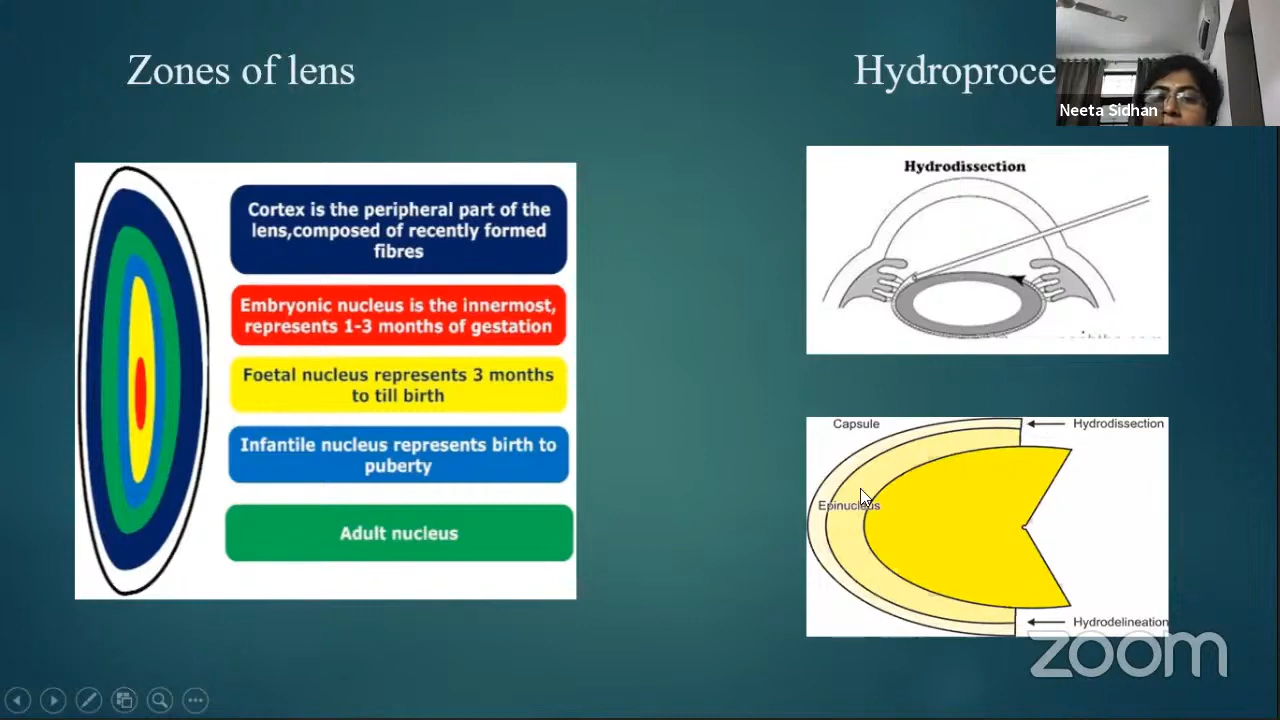 Zones of lens
Hydroproce
Neeta Sidhan
Cortex is the peripheral part of the
lens,composed of recently formed
fibres
Embryonic nucleus is the innermost,
represents 1-3 months of gestation
Foetal nucleus represents 3 months
to till birth
Infantile nucleus represents birth to
puberty
Adult nucleus
Hydrodissection
Capsule
Hydrodissection
Epinucleus
Hydrodelineation
zoom